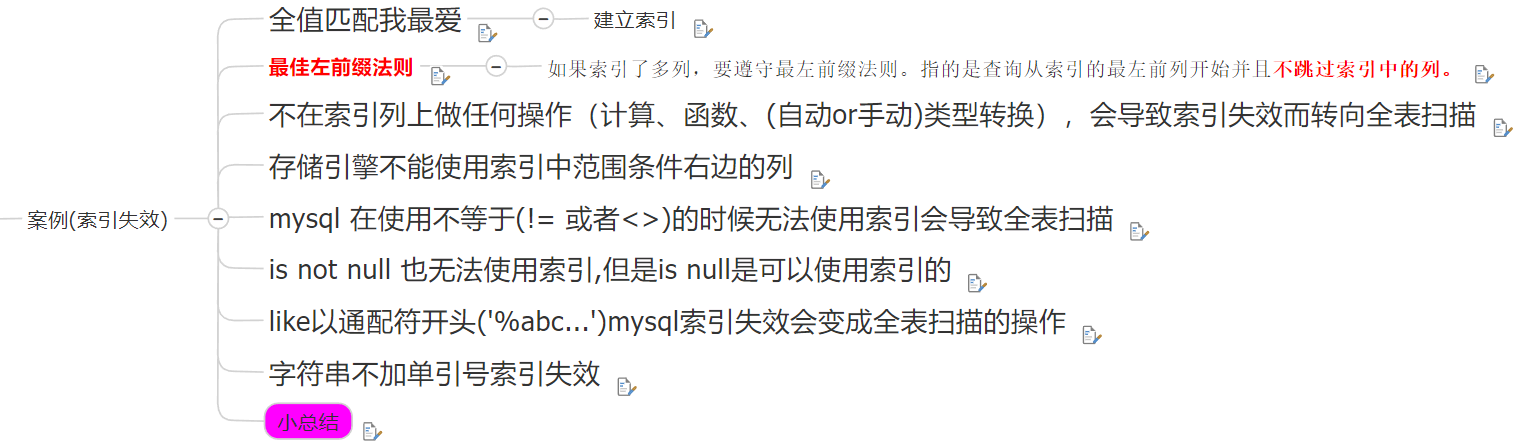 全值匹配我最爱
建立索引
最佳左前缀法则
如果索引了多列，要遵守最左前缀法则。指的是查询从索引的最左前列开始并且不跳过索引中的列。
不在索引列上做任何操作（计算、函数、(自动or手动)类型转换），会导致索引失效而转向全表扫描
存储引擎不能使用索引中范围条件右边的列
案例(索引失效)
mysql 在使用不等于(!= 或者<>)的时候无法使用索引会导致全表扫描
is not null 也无法使用索引,但是is null是可以使用索引的
like以通配符开头('%abc...')mysql索引失效会变成全表扫描的操作
字符串不加单引号索引失效
小总结